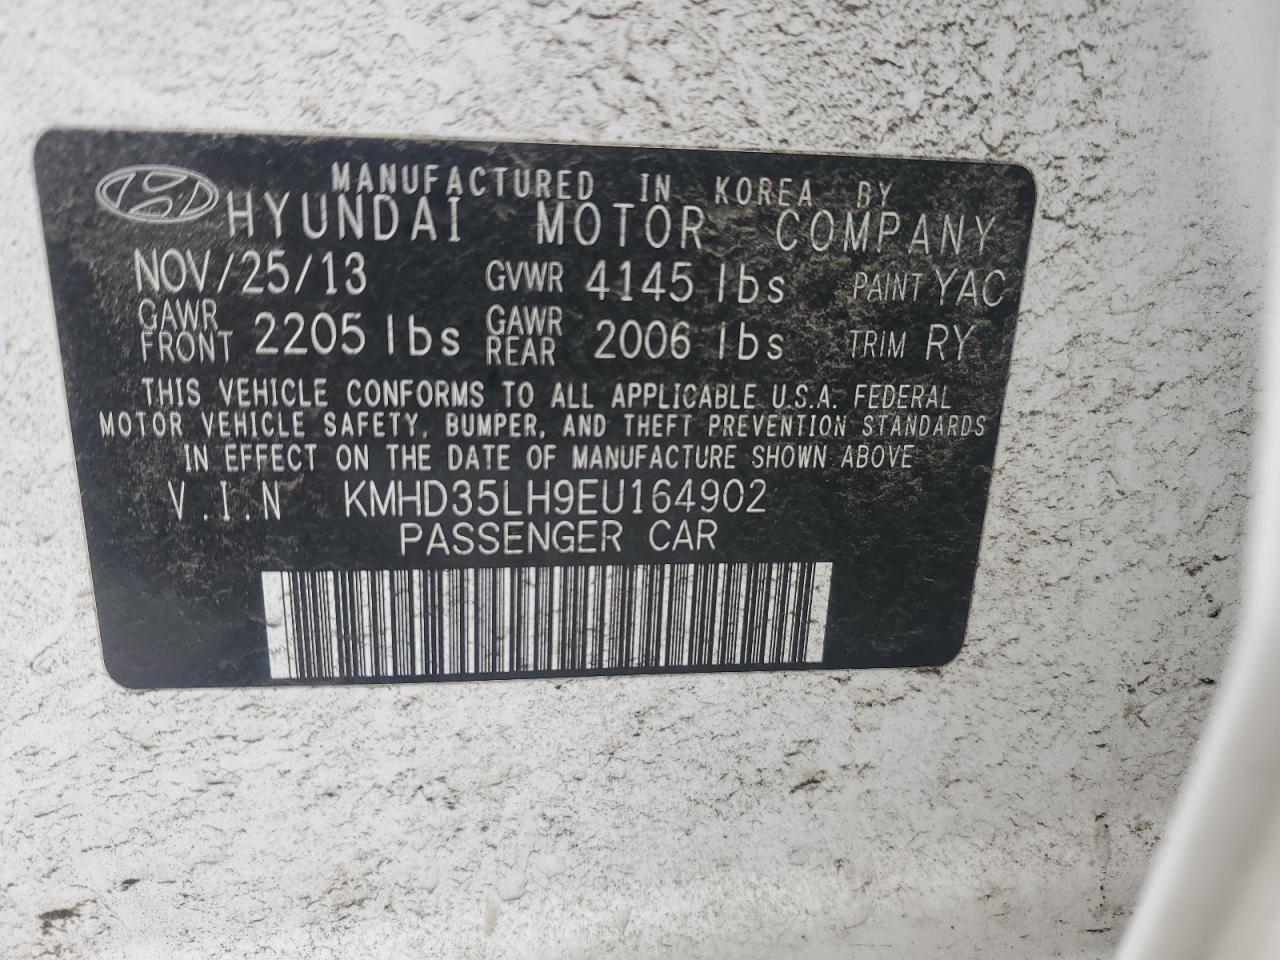 MANUFACTURED IN KOREA BY
HYUNDAI MOTOR COMPANY
NOV/25/13 GVWR 4145 lbs PAINT YAC
GAWR FRONT 2205 lbs GAWR REAR 2006 lbs TRIM RY
THIS VEHICLE CONFORMS TO ALL APPLICABLE U.S.A. FEDERAL
MOTOR VEHICLE SAFETY, BUMPER, AND THEFT PREVENTION STANDARDS
IN EFFECT ON THE DATE OF MANUFACTURE SHOWN ABOVE
V.I.N KMHD35LH9EU164902
PASSENGER CAR